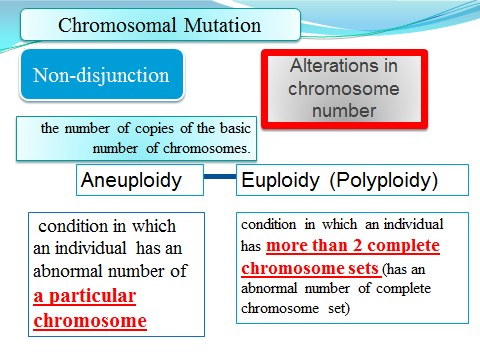 Chromosomal Mutation
Non-disjunction
Alterations in
chromosome
number
the number of copies of the basic
number of chromosomes.
Aneuploidy
Euploidy (Polyploidy)
condition in which
an individual has an
abnormal number of
a particular
chromosome
condition in which an individual
has more than 2 complete
chromosome sets (has an
abnormal number of complete
chromosome set)